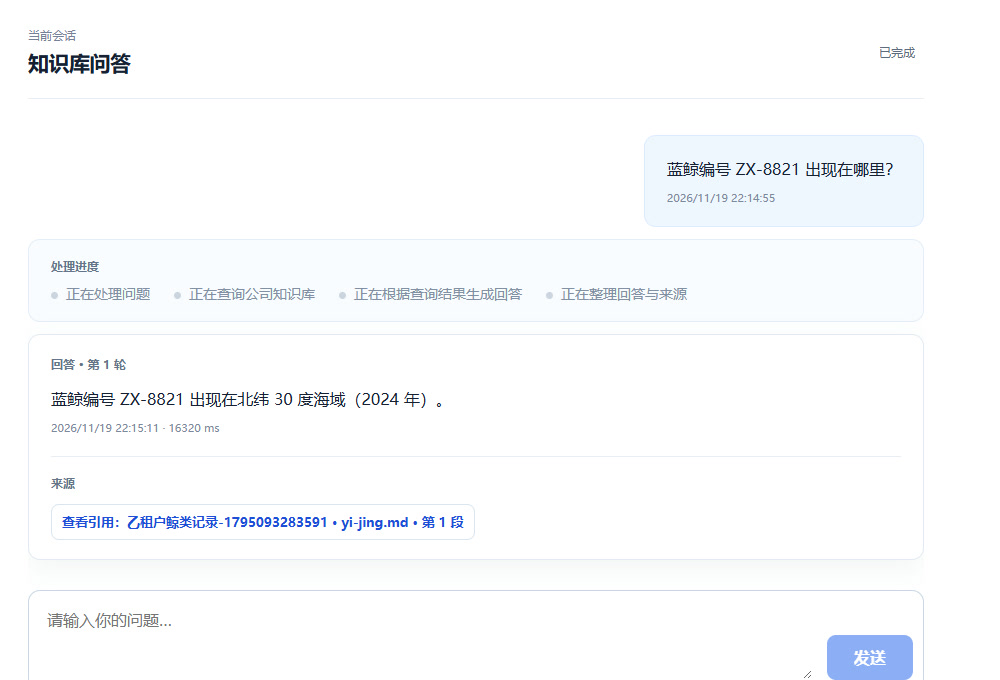 当前会话
知识库问答
已完成
蓝鲸编号 ZX-8821 出现在哪里?
2026/11/19 22:14:55
处理进度
正在处理问题 正在查询公司知识库 正在根据查询结果生成回答 正在整理回答与来源
回答 • 第 1 轮
蓝鲸编号 ZX-8821 出现在北纬 30 度海域（2024 年）。
2026/11/19 22:15:11 · 16320 ms
来源
查看引用：乙租户鲸类记录-1795093283591 • yi-jing.md • 第 1 段
请输入你的问题...
发送